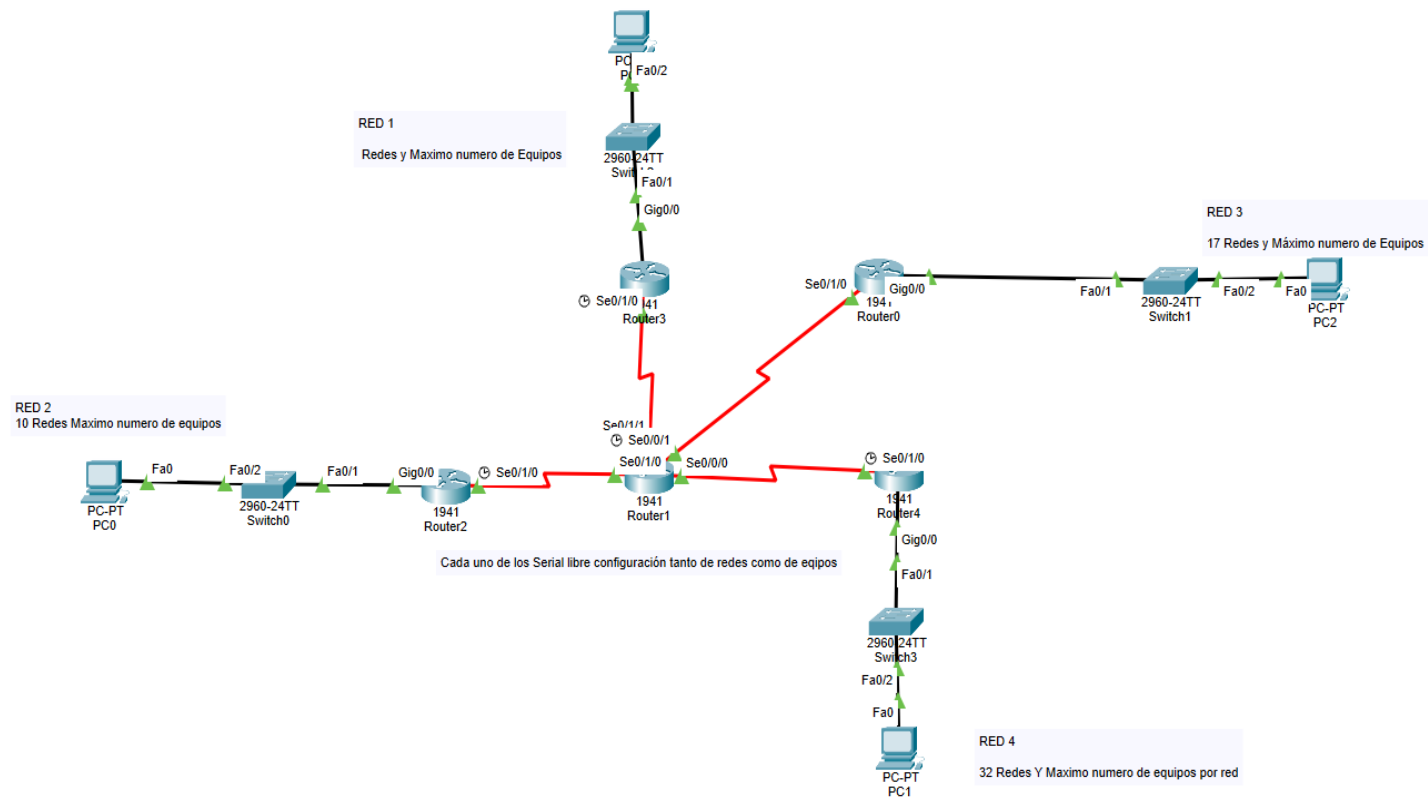 PC
Fa0/2
RED 1
Redes y Maximo numero de Equipos
2960-24TT
Fa0/1
Gig0/0
Se0/1/0
Router3
RED 3
17 Redes y Máximo numero de Equipos
Se0/1/0
Gig0/0
Router0
Fa0/1
2960-24TT
Switch1
Fa0/2
Fa0
PC-PT
PC2
RED 2
10 Redes Maximo numero de equipos
PC-PT
PC0
Fa0
Fa0/2
2960-24TT
Switch0
Fa0/1
Gig0/0
1941
Router2
Se0/1/0
Se0/1/1
Se0/0/1
Se0/1/0
Se0/0/0
1941
Router1
Se0/1/0
1941
Router4
Cada uno de los Serial libre configuración tanto de redes como de eqipos
Gig0/0
Fa0/1
2960-24TT
Switch3
Fa0/2
Fa0
PC-PT
PC1
RED 4
32 Redes Y Maximo numero de equipos por red